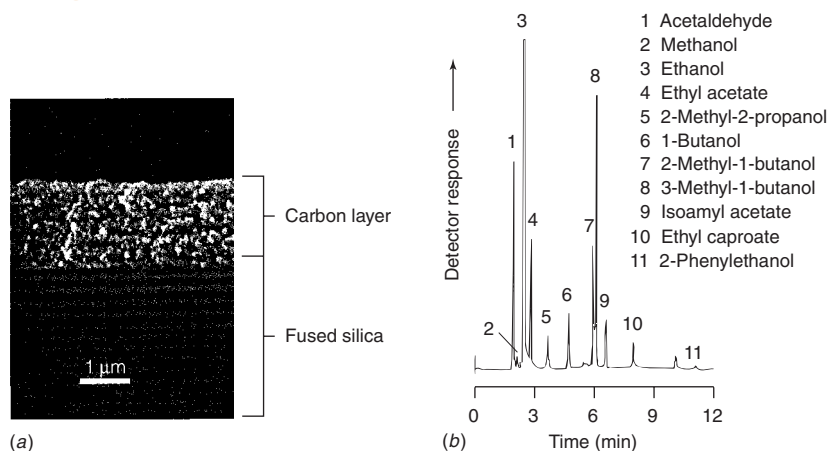 Carbon layer
Fused silica
1 μm
(a)
Detector response
1
2
3
4
5
6
7
8
9
10
11
1 Acetaldehyde
2 Methanol
3 Ethanol
4 Ethyl acetate
5 2-Methyl-2-propanol
6 1-Butanol
7 2-Methyl-1-butanol
8 3-Methyl-1-butanol
9 Isoamyl acetate
10 Ethyl caproate
11 2-Phenylethanol
0 3 6 9 12
(b) Time (min)